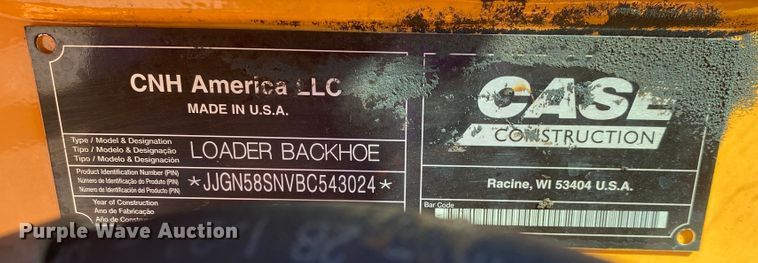 CNH America LLC
MADE IN U.S.A.
Type / Model & Designation
Tipo / Modelo & Designação
Tipo / Modelo & Designación
LOADER BACKHOE
Product Identification Number (PIN)
Número de Identificação do Produto (PIN)
Número de Identificación del Producto (PIN)
★JJGN58SNVBC543024★
Year of Construction
Ano de Fabricação
Año de
CASE
CONSTRUCTION
Racine, WI 53404 U.S.A.
Bar Code
Purple Wave Auction